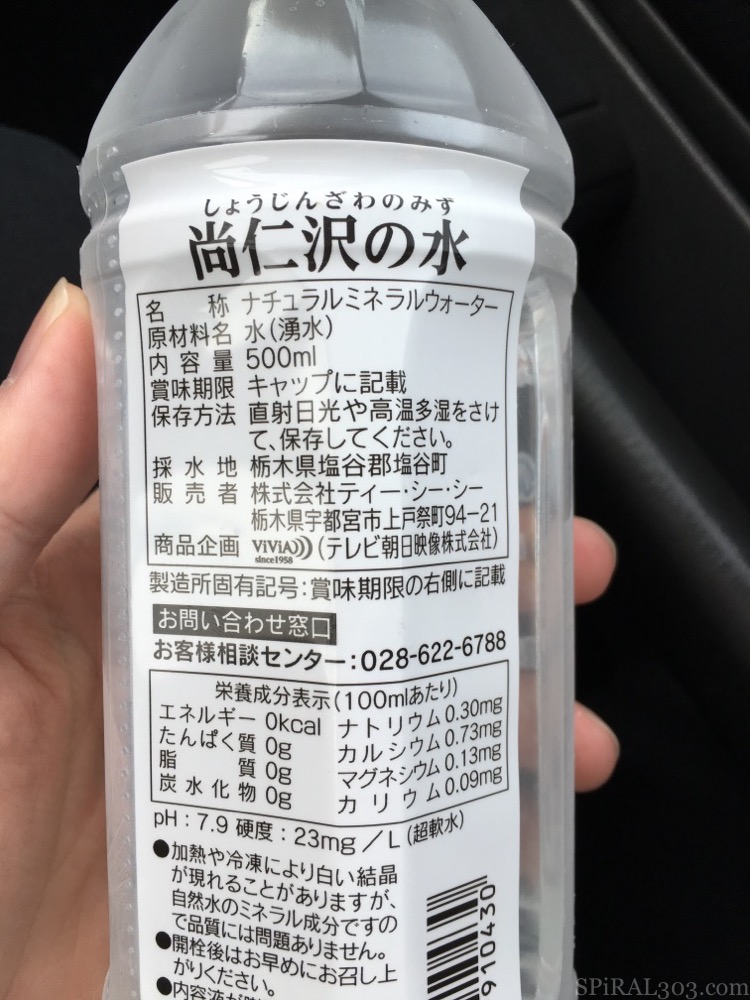 しょうじんざわのみず
尚仁沢の水
名称 ナチュラルミネラルウォーター
原材料名 水(湧水)
内容量 500ml
賞味期限 キャップに記載
保存方法 直射日光や高温多湿をさけ
て、保存してください。
採水地 栃木県塩谷郡塩谷町
販売者 株式会社ティー・シー・シー
栃木県宇都宮市上戸祭町94-21
商品企画 ViViA (テレビ朝日映像株式会社)
since1958
製造所固有記号:賞味期限の右側に記載
お問い合わせ窓口
お客様相談センター:028-622-6788
栄養成分表示(100mlあたり)
エネルギー 0kcal ナトリウム 0.30mg
たんぱく質 0g カルシウム 0.73mg
脂質 0g マグネシウム 0.13mg
炭水化物 0g カリウム 0.09mg
pH:7.9 硬度:23mg/L(超軟水)
●加熱や冷凍により白い結晶
が現れることがありますが、
自然水のミネラル成分ですの
で品質には問題ありません。
●開栓後はお早めにお召し上
がりください。
●内容液が
910430
SPiRAL303.com